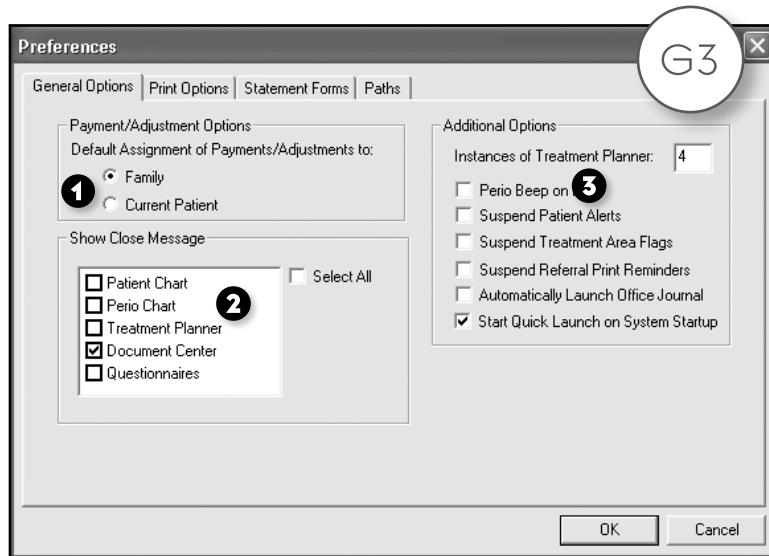 Preferences
G3
General Options
Print Options
Statement Forms
Paths
Payment/Adjustment Options
Default Assignment of Payments/Adjustments to:
1
Family
Current Patient
Show Close Message
Patient Chart
Perio Chart
Treatment Planner
Document Center
Questionnaires
2
Select All
Additional Options
Instances of Treatment Planner: 4
Perio Beep on
3
Suspend Patient Alerts
Suspend Treatment Area Flags
Suspend Referral Print Reminders
Automatically Launch Office Journal
Start Quick Launch on System Startup
OK
Cancel